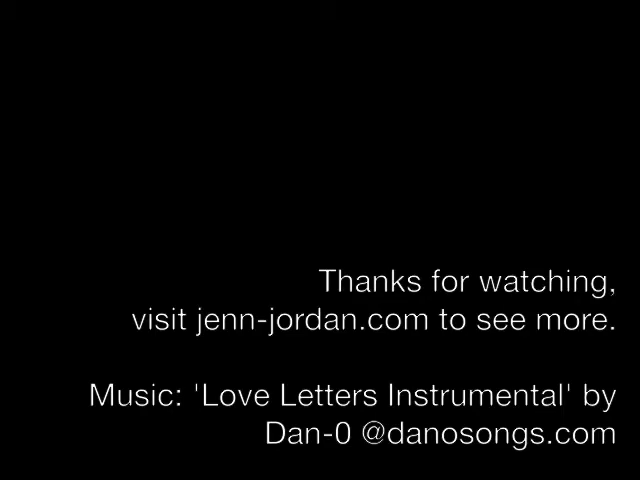 Thanks for watching,
visit jenn-jordan.com to see more.
Music: 'Love Letters Instrumental' by
Dan-0 @danosongs.com